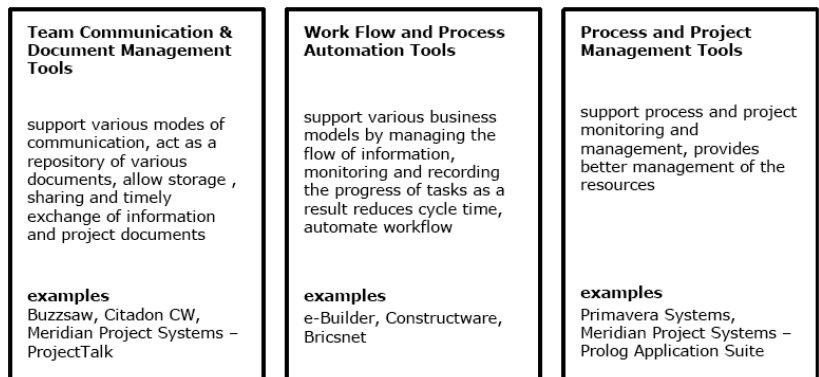 Team Communication &
Document Management
Tools
support various modes of
communication, act as a
repository of various
documents, allow storage ,
sharing and timely
exchange of information
and project documents
examples
Buzzsaw, Citadon CW,
Meridian Project Systems –
ProjectTalk
Work Flow and Process
Automation Tools
support various business
models by managing the
flow of information,
monitoring and recording
the progress of tasks as a
result reduces cycle time,
automate workflow
examples
e-Builder, Constructware,
Bricsnet
Process and Project
Management Tools
support process and project
monitoring and
management, provides
better management of the
resources
examples
Primavera Systems,
Meridian Project Systems –
Prolog Application Suite